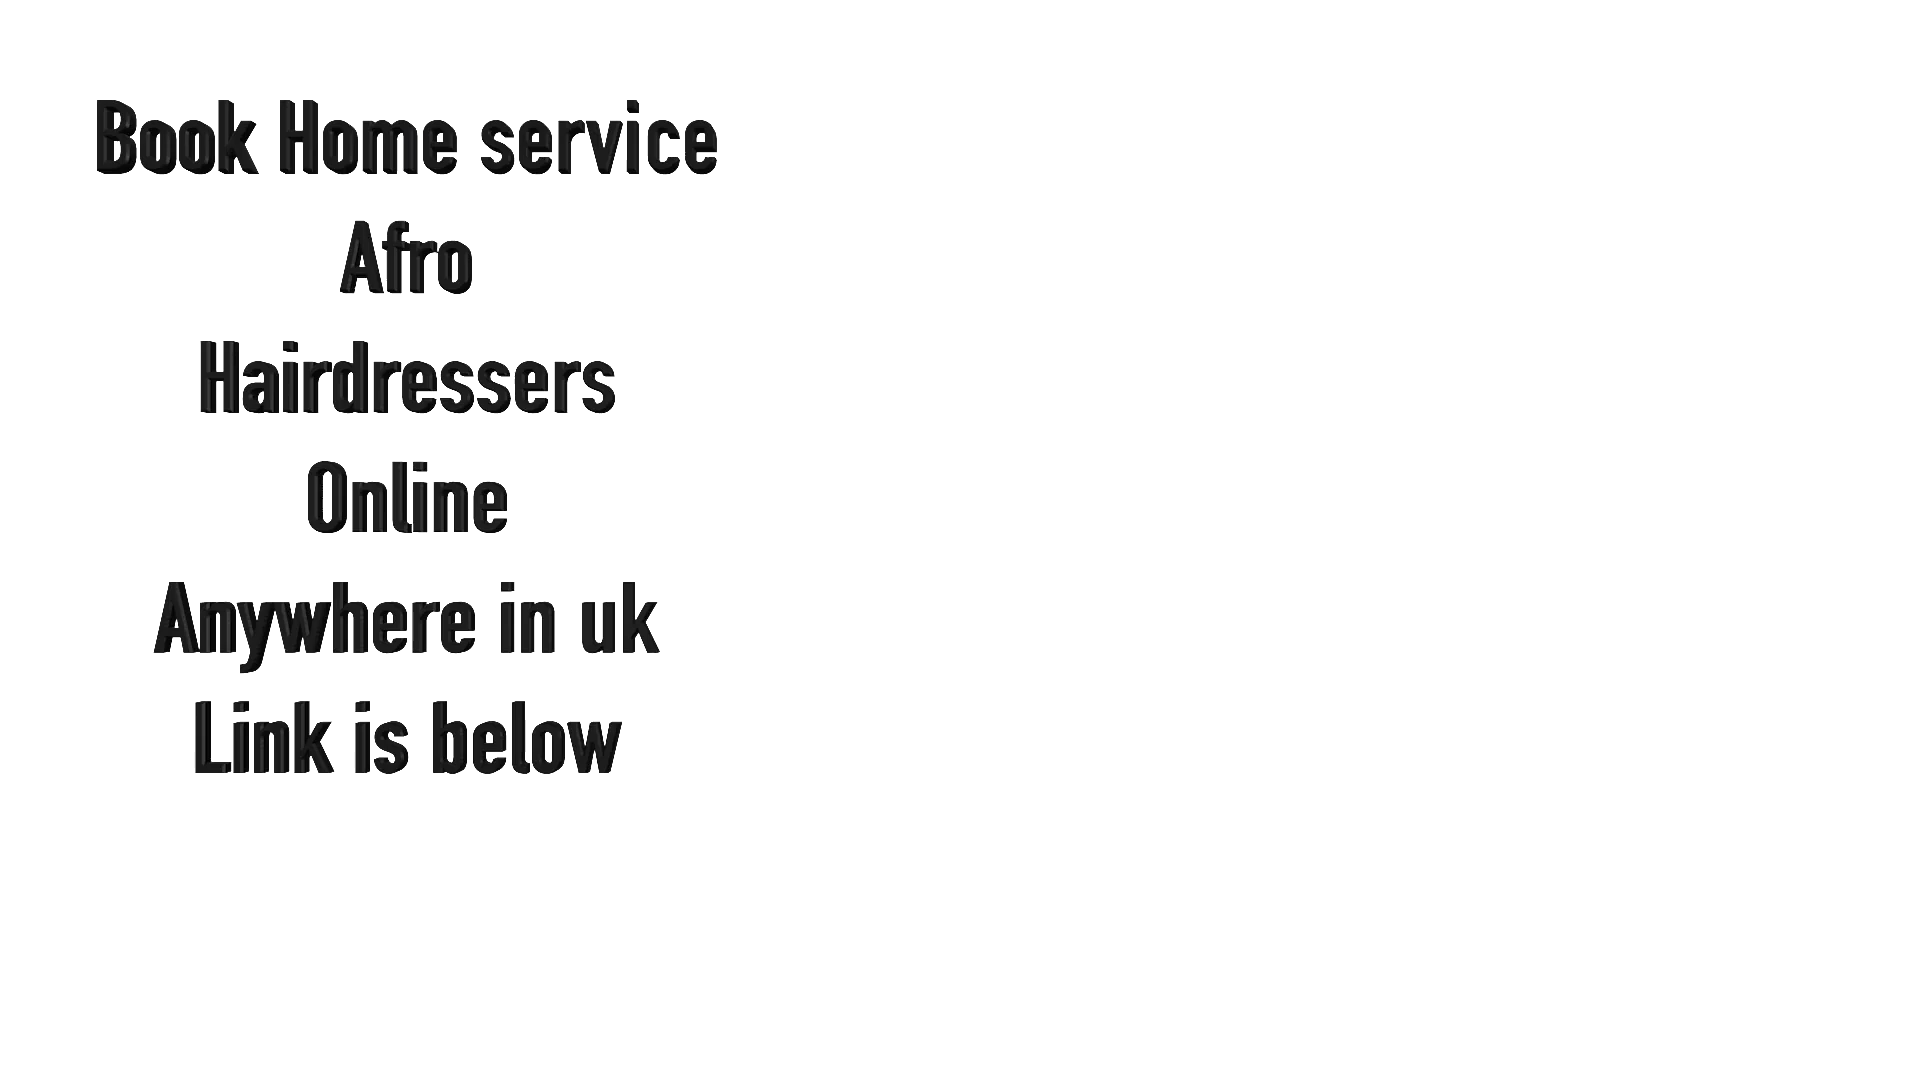 Book Home service
Afro
Hairdressers
Online
Anywhere in uk
Link is below